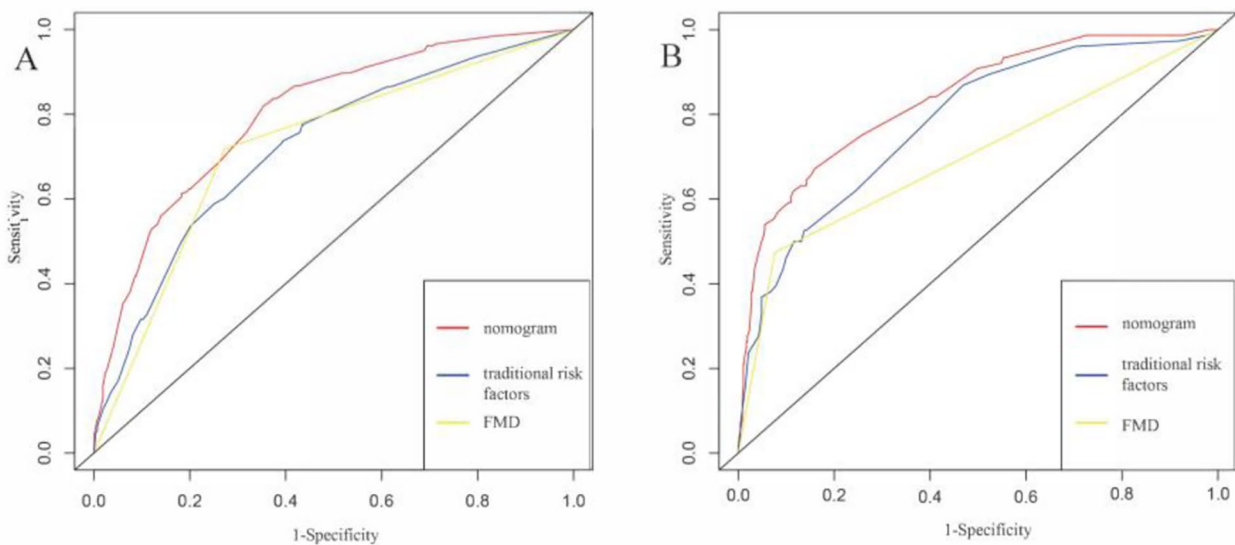 A
Sensitivity
1.0
0.8
0.6
0.4
0.2
0.0
nomogram
traditional risk
factors
FMD
0.0 0.2 0.4 0.6 0.8 1.0
1-Specificity
B
Sensitivity
1.0
0.8
0.6
0.4
0.2
0.0
nomogram
traditional risk
factors
FMD
0.0 0.2 0.4 0.6 0.8 1.0
1-Specificity